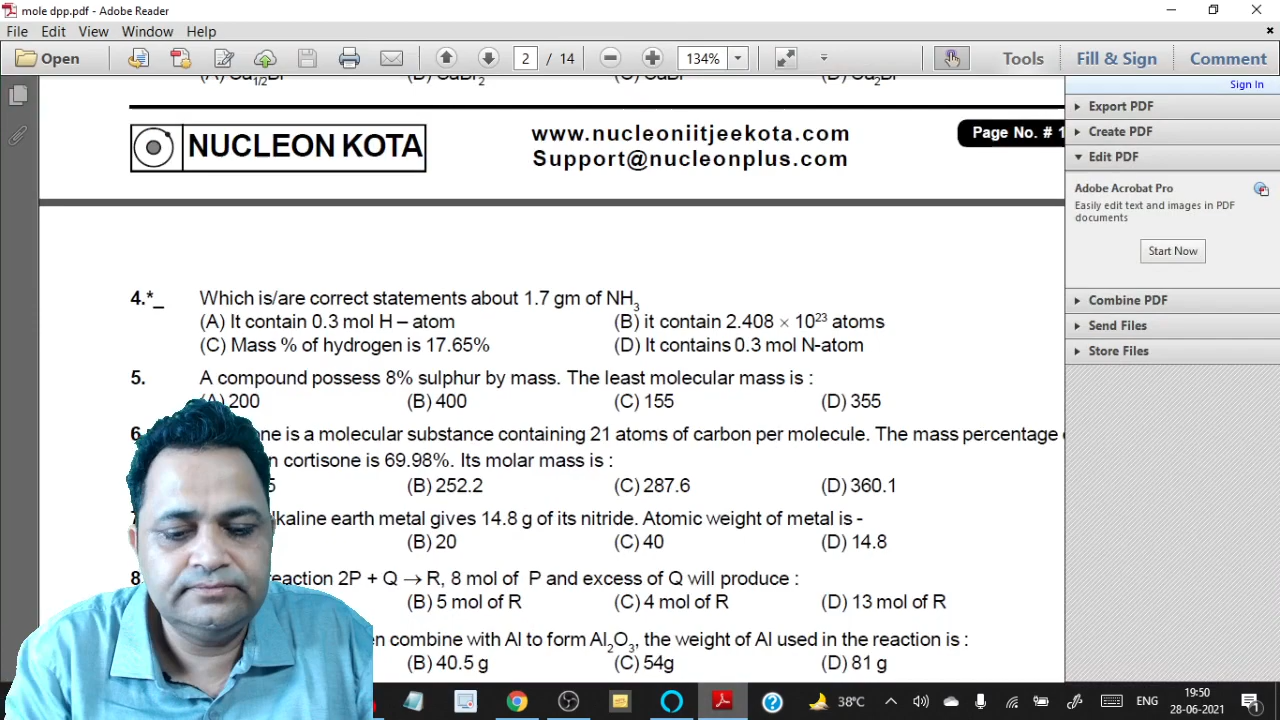 mole dpp.pdf - Adobe Reader
File Edit View Window Help
Open 2 / 14 134% Tools Fill & Sign Comment
Sign In
NUCLEON KOTA
www.nucleoniitjeekota.com
Support@nucleonplus.com
Page No. # 1
4.*_ Which is/are correct statements about 1.7 gm of NH3
(A) It contain 0.3 mol H – atom (B) it contain 2.408 × 10^23 atoms
(C) Mass % of hydrogen is 17.65% (D) It contains 0.3 mol N-atom
5. A compound possess 8% sulphur by mass. The least molecular mass is :
(A) 200 (B) 400 (C) 155 (D) 355
6. is a molecular substance containing 21 atoms of carbon per molecule. The mass percentage
cortisone is 69.98%. Its molar mass is :
(B) 252.2 (C) 287.6 (D) 360.1
earth metal gives 14.8 g of its nitride. Atomic weight of metal is -
(B) 20 (C) 40 (D) 14.8
8 reaction 2P + Q → R, 8 mol of P and excess of Q will produce :
(B) 5 mol of R (C) 4 mol of R (D) 13 mol of R
combine with Al to form Al2O3, the weight of Al used in the reaction is :
(B) 40.5 g (C) 54g (D) 81 g
Export PDF
Create PDF
Edit PDF
Adobe Acrobat Pro
Easily edit text and images in PDF
documents
Start Now
Combine PDF
Send Files
Store Files
38°C ENG 19:50
28-06-2021 1